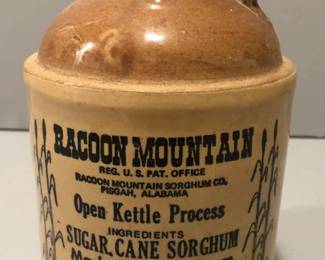 RACOON MOUNTAIN
REG. U.S. PAT. OFFICE
RACOON MOUNTAIN SORGHUM CO.
PISGAH, ALABAMA
Open Kettle Process
INGREDIENTS
SUGAR CANE SORGHUM